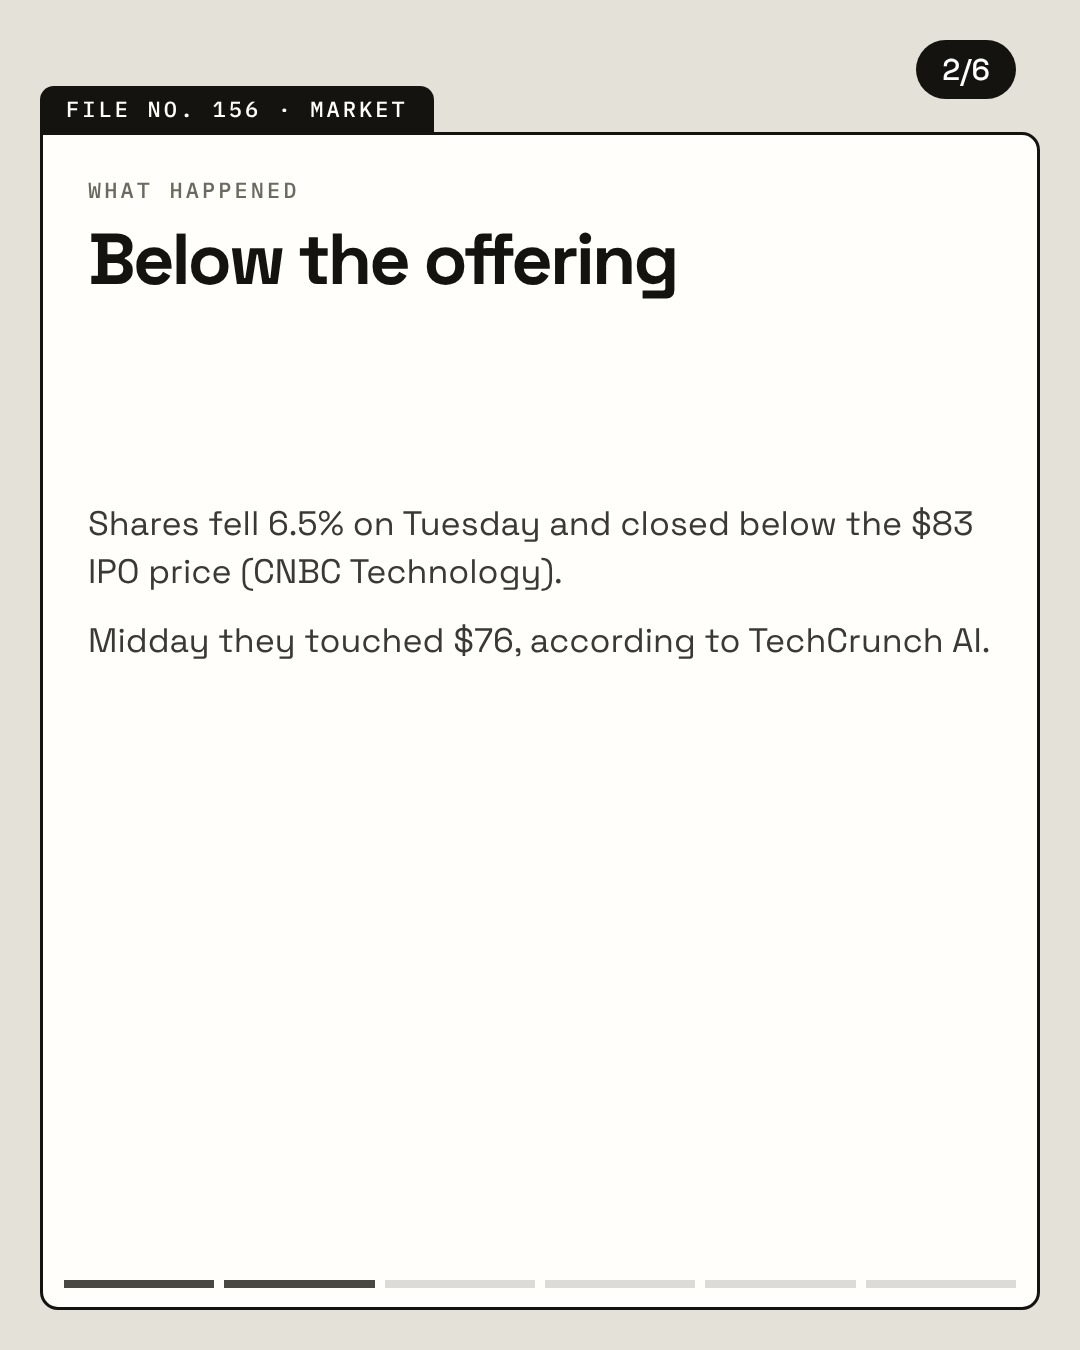 2/6
FILE NO. 156 · MARKET
WHAT HAPPENED
Below the offering
Shares fell 6.5% on Tuesday and closed below the $83
IPO price (CNBC Technology).
Midday they touched $76, according to TechCrunch AI.